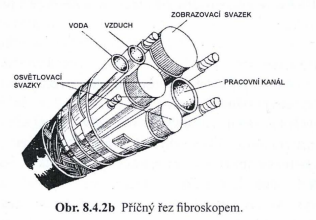 ZOBRAZOVACÍ SVAZEK
VODA
VZDUCH
OSVĚTLOVACÍ
SVAZKY
PRACOVNÍ KANÁL
Obr. 8.4.2b Příčný řez fibroskopem.